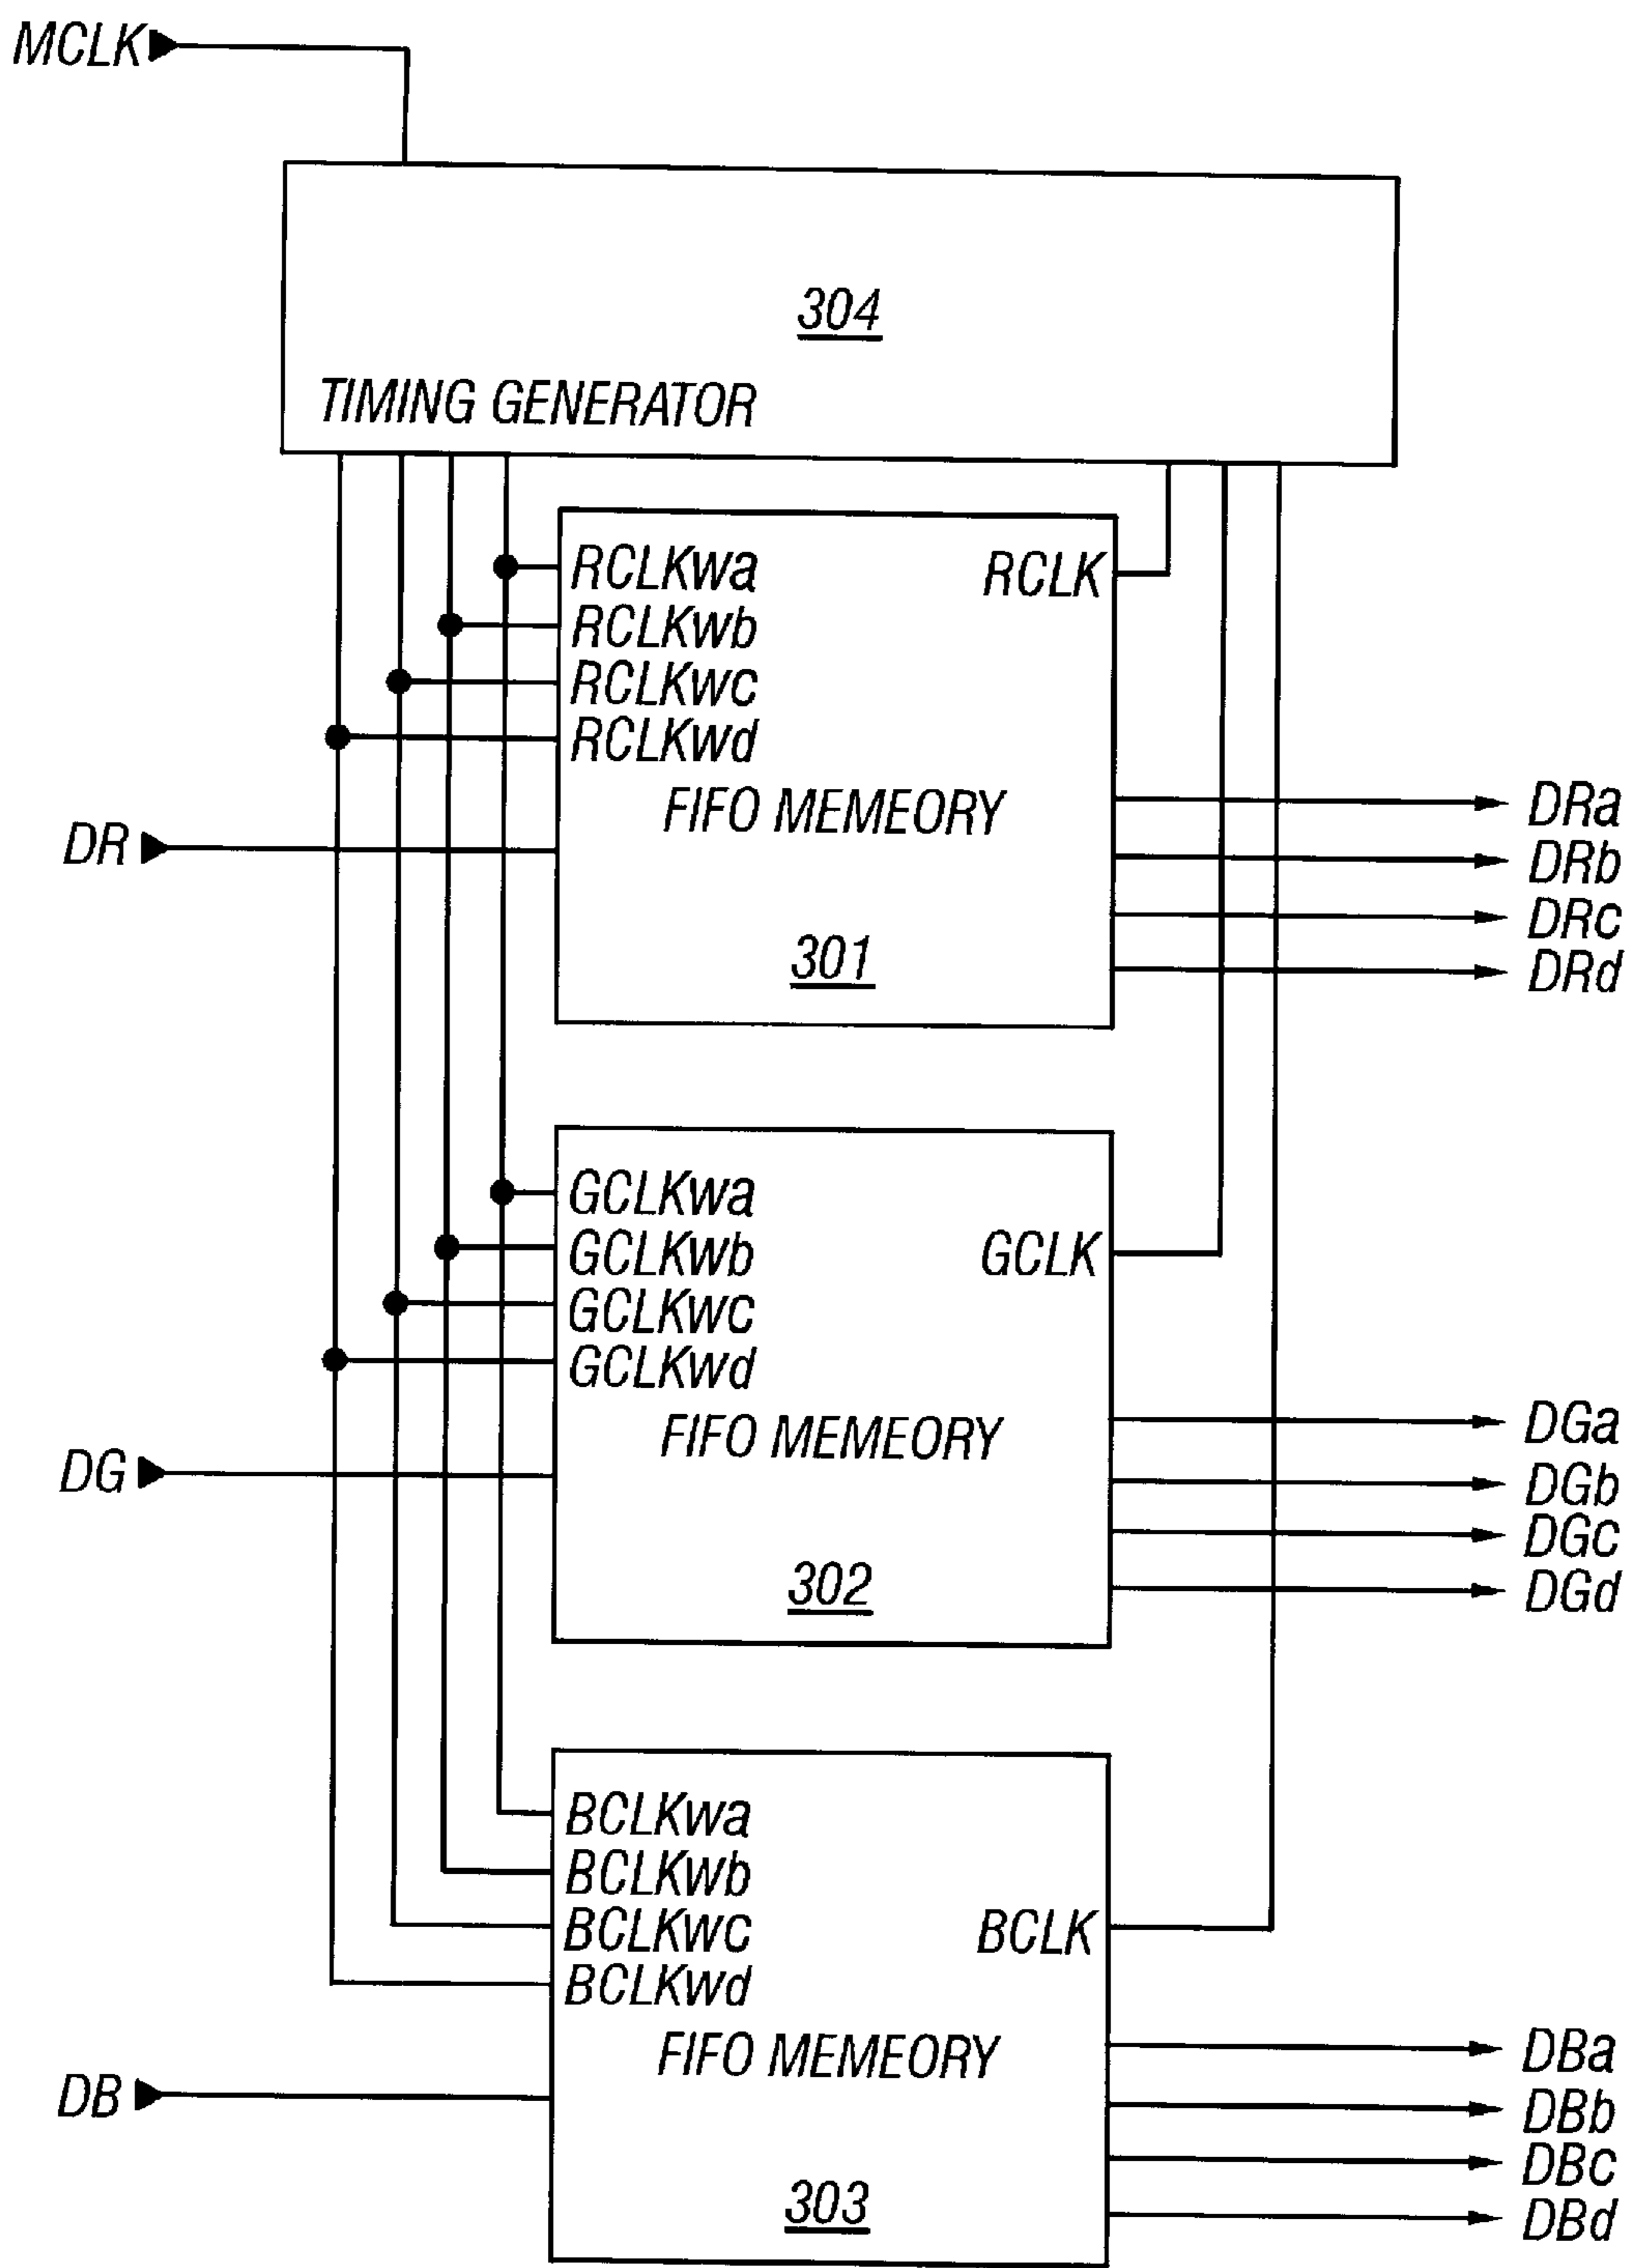 MCLK
304
TIMING GENERATOR
RCLKwa
RCLK
RCLKwb
RCLKwc
RCLKwd
FIFO MEMEORY
DR
301
DRa
DRb
DRc
DRd
GCLKwa
GCLKwb
GCLK
GCLKwc
GCLKwd
FIFO MEMEORY
DG
302
DGa
DGb
DGc
DGd
BCLKwa
BCLKwb
BCLKwc
BCLK
BCLKwd
FIFO MEMEORY
DB
303
DBa
DBb
DBc
DBd